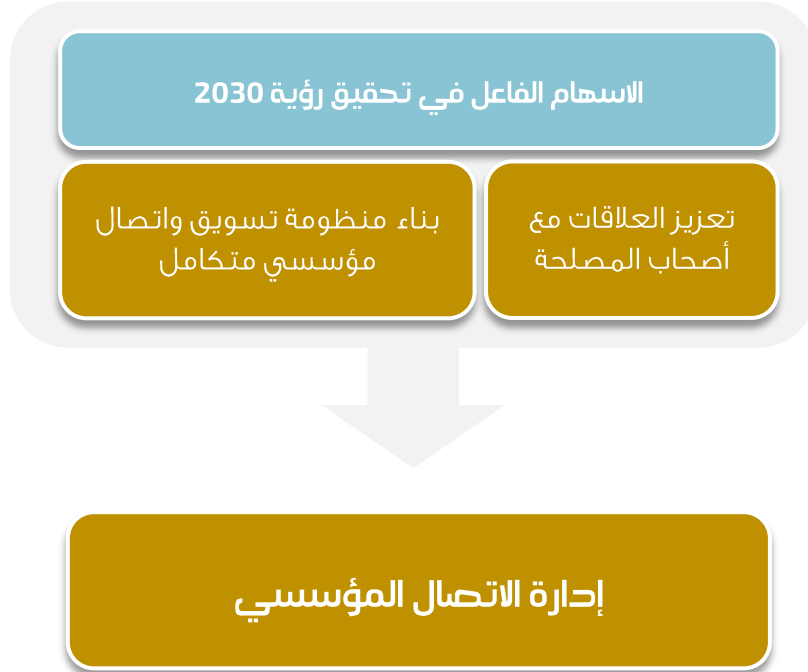 الاسهام الفاعل في تحقيق رؤية 2030
تعزيز العلاقات مع
أصحاب المصلحة
بناء منظومة تسويق واتصال
مؤسسي متكامل
إدارة الاتصال المؤسسي